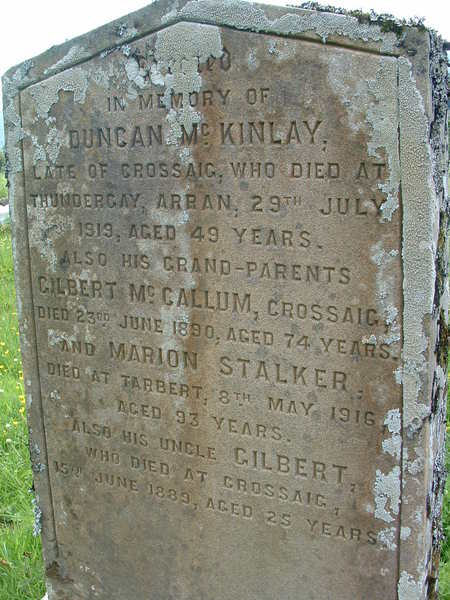 Erected
IN MEMORY OF
DUNCAN McKINLAY,
LATE OF CROSSAIG, WHO DIED AT
THUNDERGAY, ARRAN, 29TH JULY
1919, AGED 49 YEARS.
ALSO HIS GRAND-PARENTS
GILBERT McCALLUM, CROSSAIG,
DIED 23RD JUNE 1890, AGED 74 YEARS.
AND MARION STALKER,
DIED AT TARBERT, 8TH MAY 1916,
AGED 93 YEARS.
ALSO HIS UNCLE GILBERT,
WHO DIED AT CROSSAIG,
15TH JUNE 1889, AGED 25 YEARS